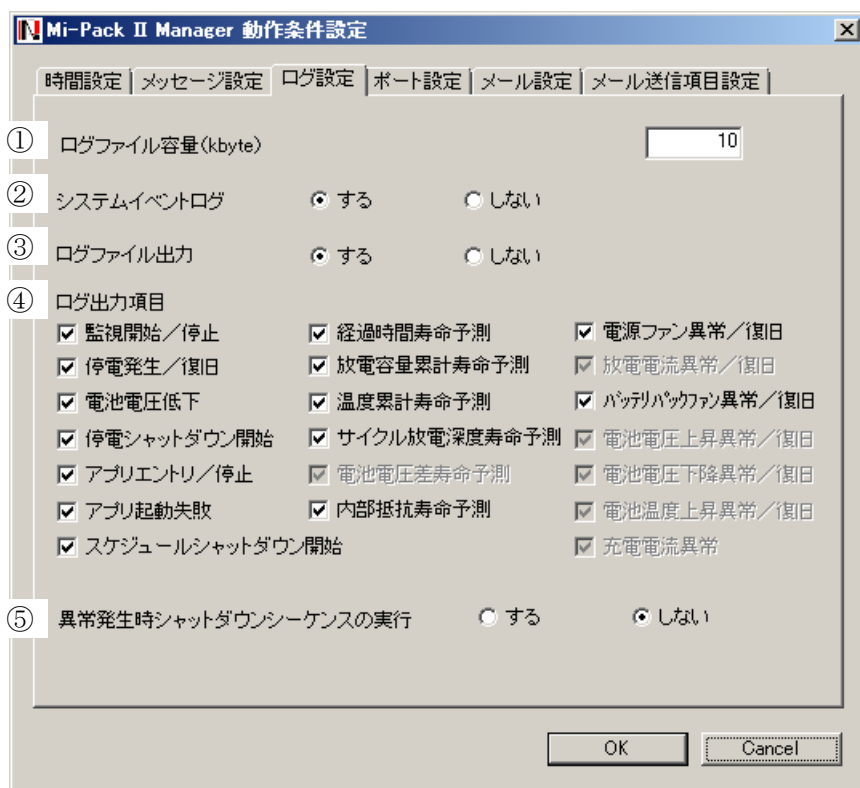 Mi-Pack II Manager 動作条件設定
時間設定 メッセージ設定 ログ設定 ポート設定 メール設定 メール送信項目設定
① ログファイル容量(kbyte) 10
② システムイベントログ する しない
③ ログファイル出力 する しない
④ ログ出力項目
監視開始／停止 経過時間寿命予測 電源ファン異常／復旧
停電発生／復旧 放電容量累計寿命予測 放電電流異常／復旧
電池電圧低下 温度累計寿命予測 ﾊﾞｯﾃﾘﾊﾟｯｸﾌｧﾝ異常／復旧
停電シャットダウン開始 サイクル放電深度寿命予測 電池電圧上昇異常／復旧
アプリエントリ／停止 電池電圧差寿命予測 電池電圧下降異常／復旧
アプリ起動失敗 内部抵抗寿命予測 電池温度上昇異常／復旧
スケジュールシャットダウン開始 充電電流異常
⑤ 異常発生時シャットダウンシーケンスの実行 する しない
OK Cancel